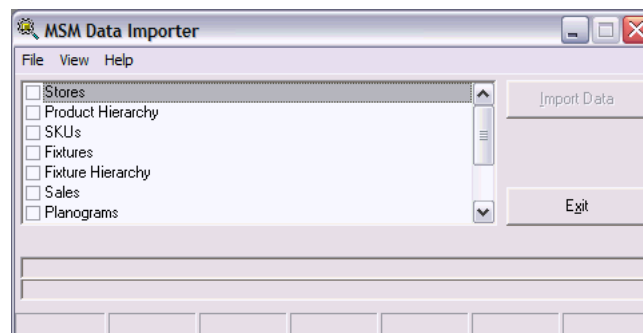 MSM Data Importer
File View Help
Stores
Product Hierarchy
SKUs
Fixtures
Fixture Hierarchy
Sales
Planograms
Import Data
Exit